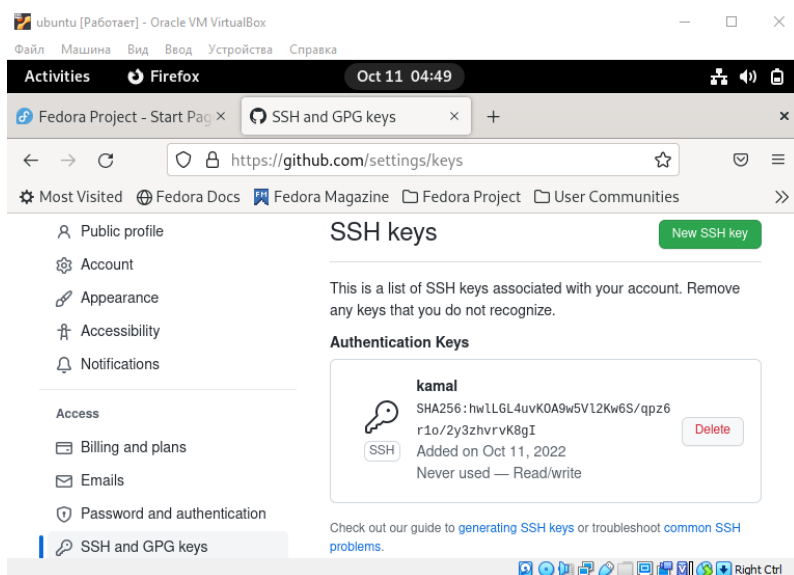 ubuntu [Работает] - Oracle VM VirtualBox
Файл Машина Вид Ввод Устройства Справка
Activities Firefox Oct 11 04:49
Fedora Project - Start Pag SSH and GPG keys
https://github.com/settings/keys
Most Visited Fedora Docs Fedora Magazine Fedora Project User Communities
Public profile
Account
Appearance
Accessibility
Notifications
Access
Billing and plans
Emails
Password and authentication
SSH and GPG keys
SSH keys
New SSH key
This is a list of SSH keys associated with your account. Remove
any keys that you do not recognize.
Authentication Keys
kamal
SHA256:hwlLGL4uvKOA9w5Vl2Kw6S/qpz6
r1o/2y3zhvrvK8gI
SSH
Added on Oct 11, 2022
Never used — Read/write
Delete
Check out our guide to generating SSH keys or troubleshoot common SSH
problems.
Right Ctrl